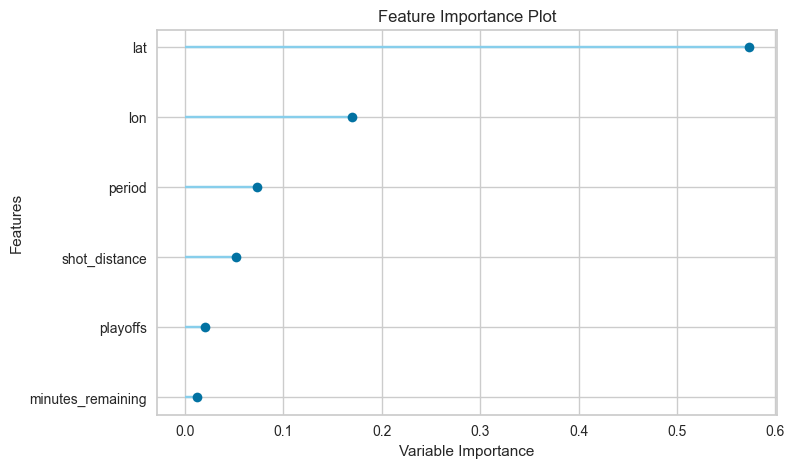 Feature Importance Plot
lat
lon
period
shot_distance
playoffs
minutes_remaining
Features
0.0 0.1 0.2 0.3 0.4 0.5 0.6
Variable Importance